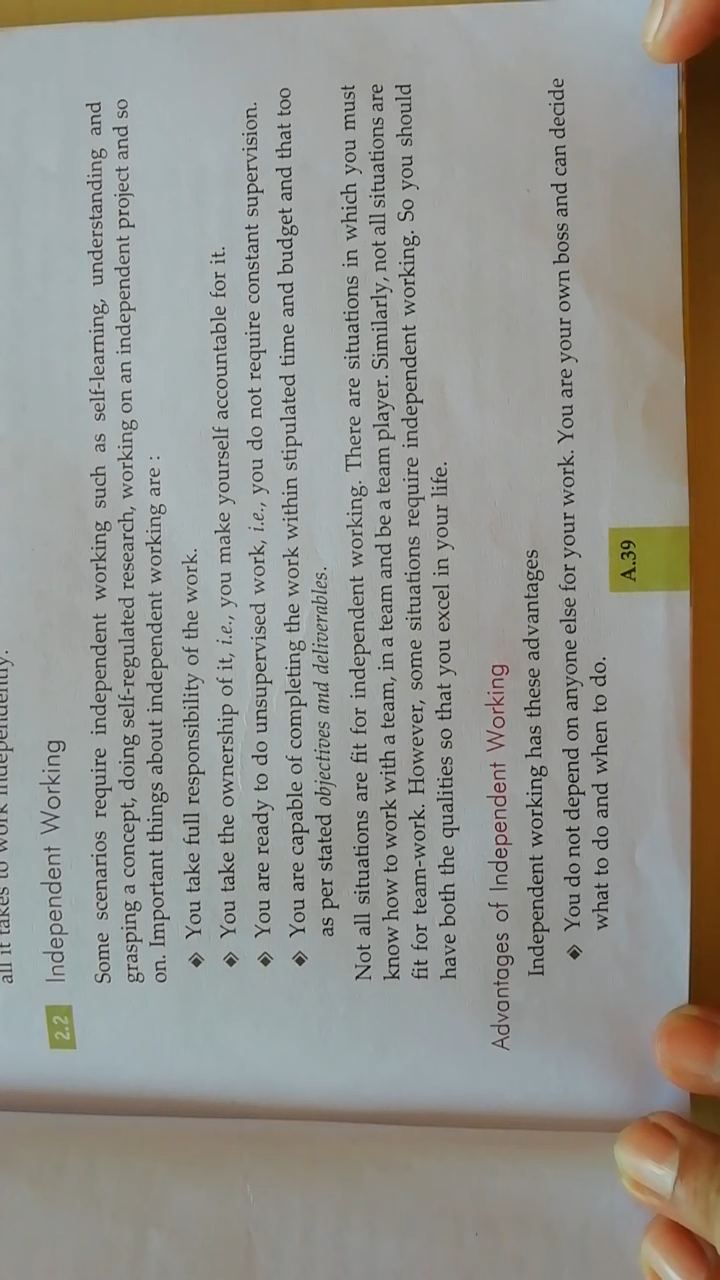 all it takes to work independently.
2.2 Independent Working
Some scenarios require independent working such as self-learning, understanding and
grasping a concept, doing self-regulated research, working on an independent project and so
on. Important things about independent working are :
You take full responsibility of the work.
You take the ownership of it, i.e., you make yourself accountable for it.
You are ready to do unsupervised work, i.e., you do not require constant supervision.
You are capable of completing the work within stipulated time and budget and that too
as per stated objectives and deliverables.
Not all situations are fit for independent working. There are situations in which you must
know how to work with a team, in a team and be a team player. Similarly, not all situations are
fit for team-work. However, some situations require independent working. So you should
have both the qualities so that you excel in your life.
Advantages of Independent Working
Independent working has these advantages
You do not depend on anyone else for your work. You are your own boss and can decide
what to do and when to do.
A.39